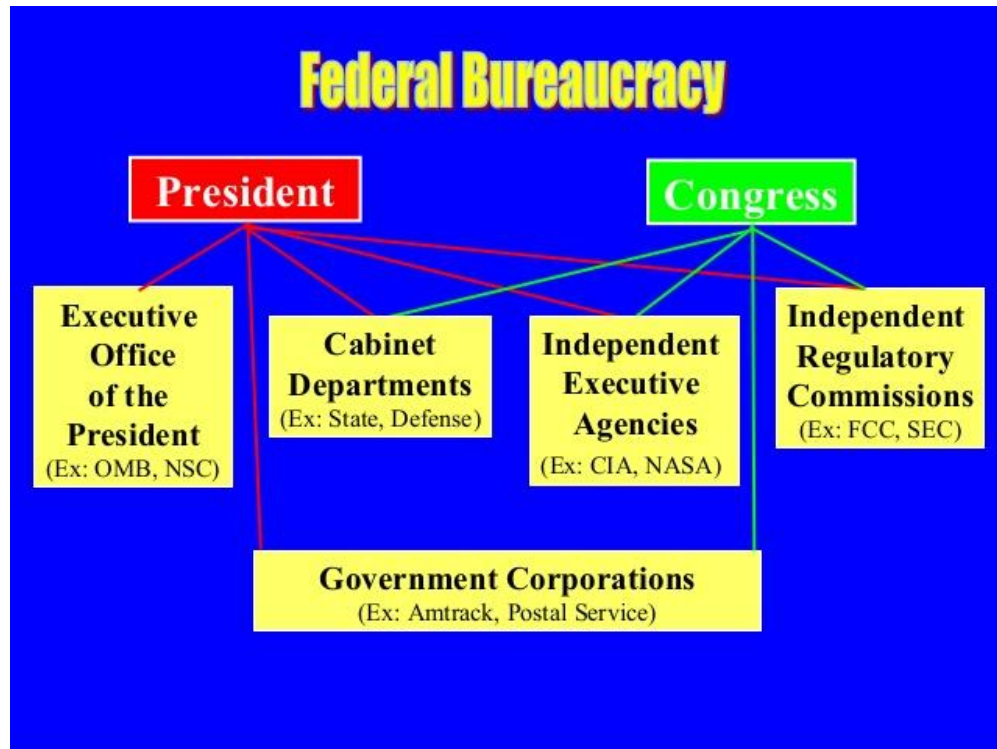 Federal Bureaucracy
President
Congress
Executive
Office
of the
President
(Ex: OMB, NSC)
Cabinet
Departments
(Ex: State, Defense)
Independent
Executive
Agencies
(Ex: CIA, NASA)
Independent
Regulatory
Commissions
(Ex: FCC, SEC)
Government Corporations
(Ex: Amtrack, Postal Service)